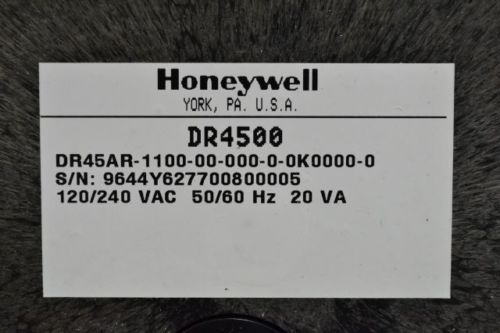 Honeywell
YORK, PA. U.S.A.
DR4500
DR45AR-1100-00-000-0-0K0000-0
S/N: 9644Y627700800005
120/240 VAC 50/60 Hz 20 VA